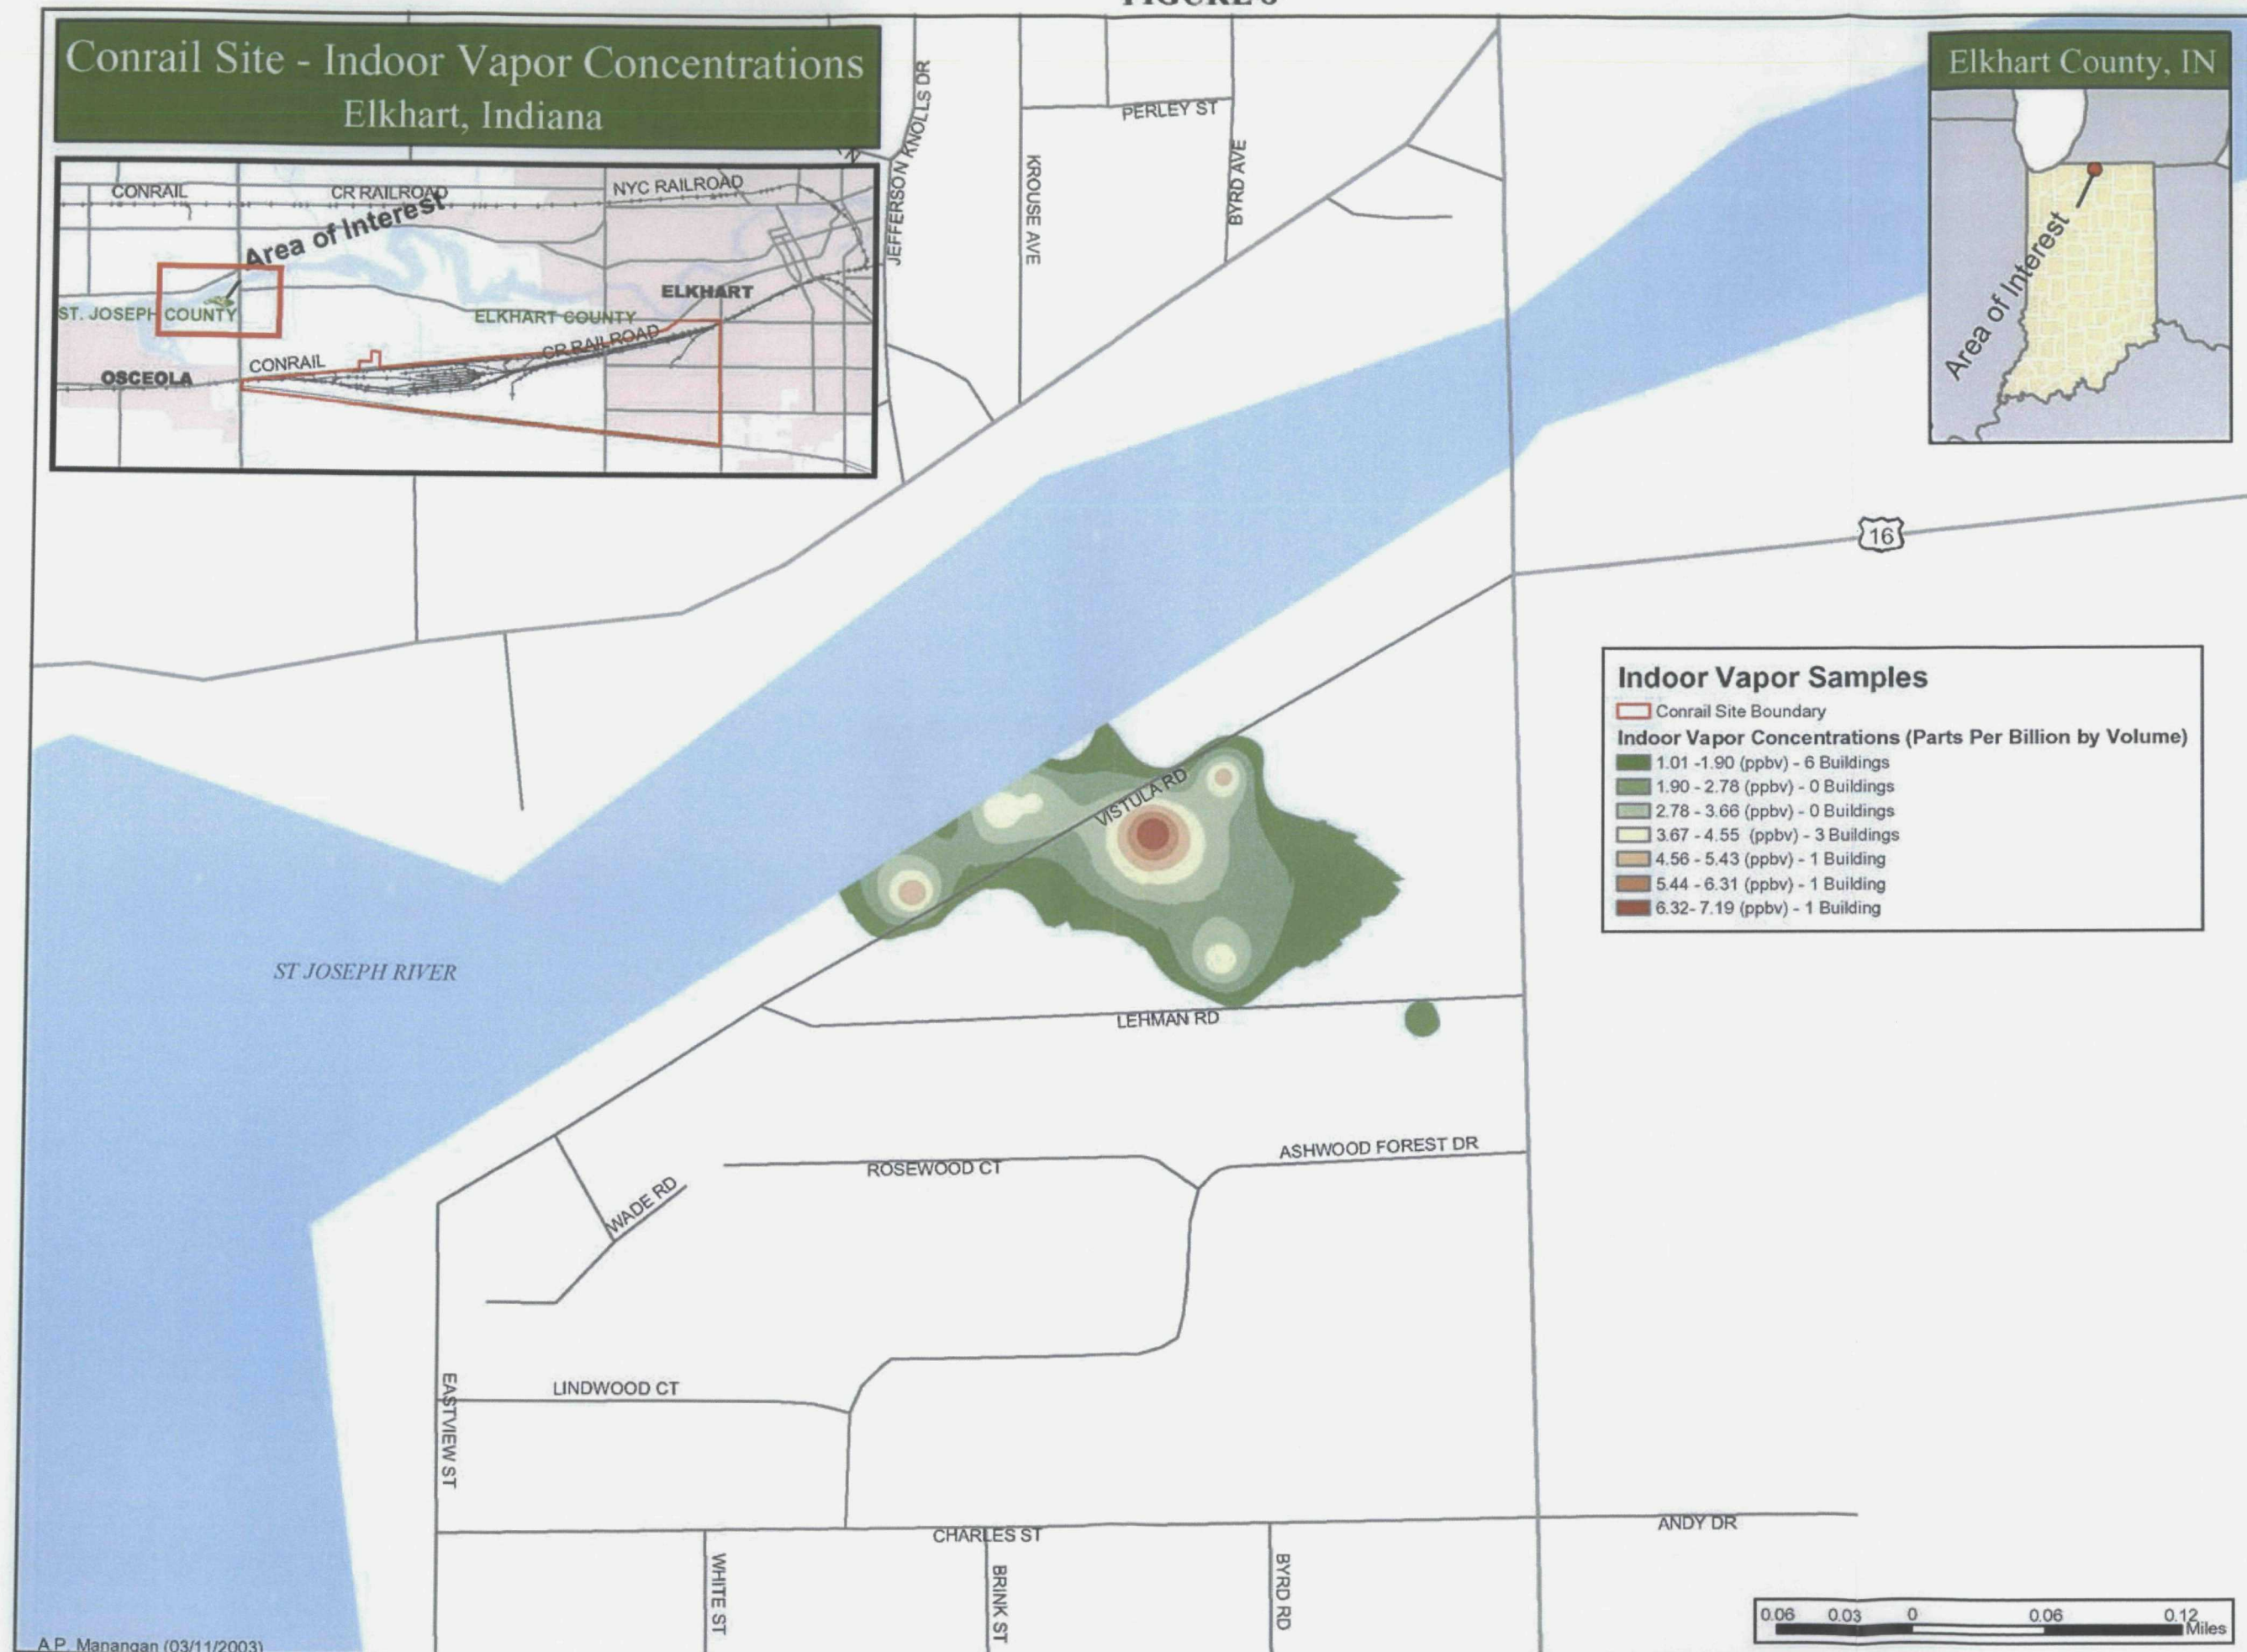 Conrail Site - Indoor Vapor Concentrations
Elkhart, Indiana
CONRAIL
CR RAILROAD
NYC RAILROAD
Area of Interest
ELKHART
ST. JOSEPH COUNTY
ELKHART COUNTY
CR RAILROAD
CONRAIL
OSCEOLA
JEFFERSON KNOLLS DR
KROUSE AVE
PERLEY ST
BYRD AVE
Elkhart County, IN
Area of Interest
16
Indoor Vapor Samples
Conrail Site Boundary
Indoor Vapor Concentrations (Parts Per Billion by Volume)
1.01 -1.90 (ppbv) - 6 Buildings
1.90 - 2.78 (ppbv) - 0 Buildings
2.78 - 3.66 (ppbv) - 0 Buildings
3.67 - 4.55 (ppbv) - 3 Buildings
4.56 - 5.43 (ppbv) - 1 Building
5.44 - 6.31 (ppbv) - 1 Building
6.32- 7.19 (ppbv) - 1 Building
VISTULA RD
ST JOSEPH RIVER
LEHMAN RD
ASHWOOD FOREST DR
ROSEWOOD CT
WADE RD
LINDWOOD CT
EASTVIEW ST
CHARLES ST
ANDY DR
WHITE ST
BRINK ST
BYRD RD
0.06 0.03 0 0.06 0.12
Miles
A.P. Manangan (03/11/2003)